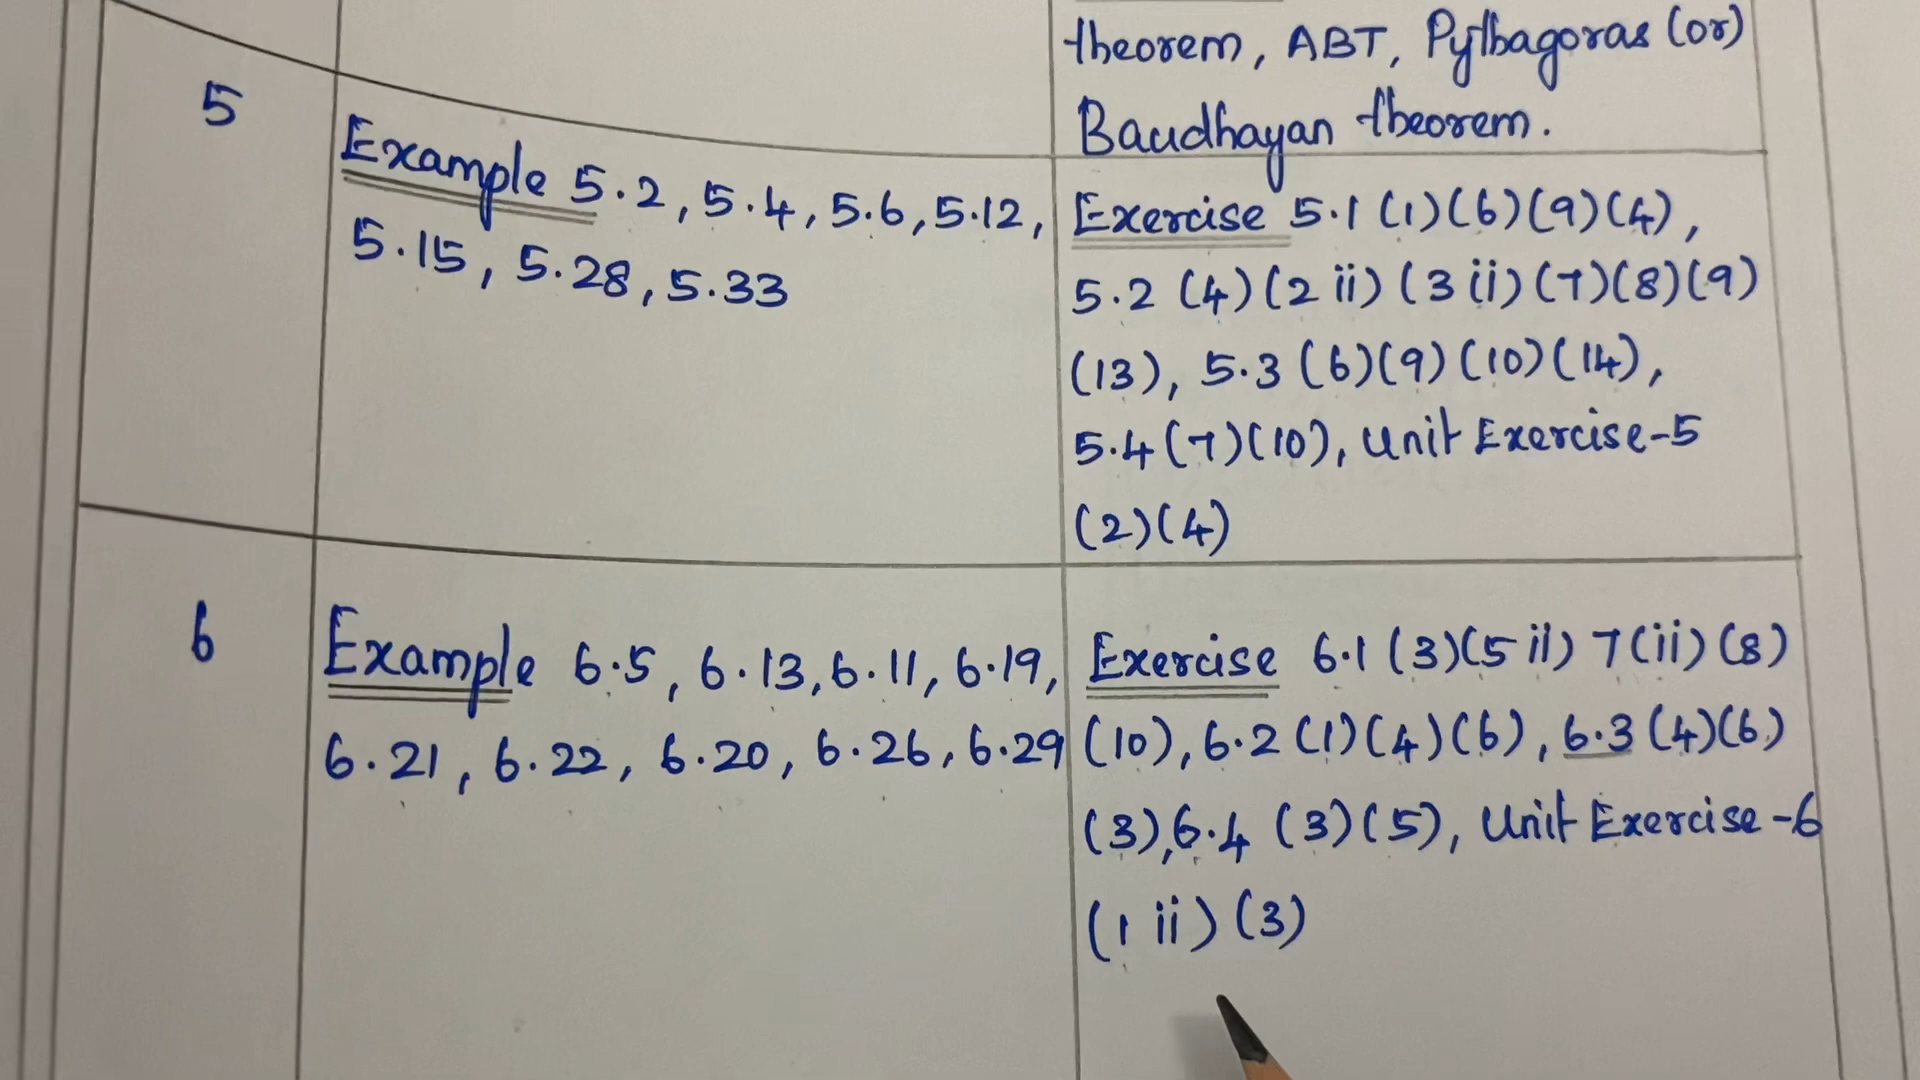 theorem, ABT, Pythagoras (or)
Baudhayan theorem.
5
Example 5.2, 5.4, 5.6, 5.12,
5.15, 5.28, 5.33
Exercise 5.1 (1)(6)(9)(4),
5.2 (4)(2 ii)(3 ii)(7)(8)(9)
(13), 5.3 (6)(9)(10)(14),
5.4 (7)(10), Unit Exercise-5
(2)(4)
6
Example 6.5, 6.13, 6.11, 6.19,
6.21, 6.22, 6.20, 6.26, 6.29
Exercise 6.1 (3)(5 ii) 7(ii) (8)
(10), 6.2 (1)(4)(6), 6.3 (4)(6)
(3), 6.4 (3)(5), Unit Exercise-6
(1 ii) (3)